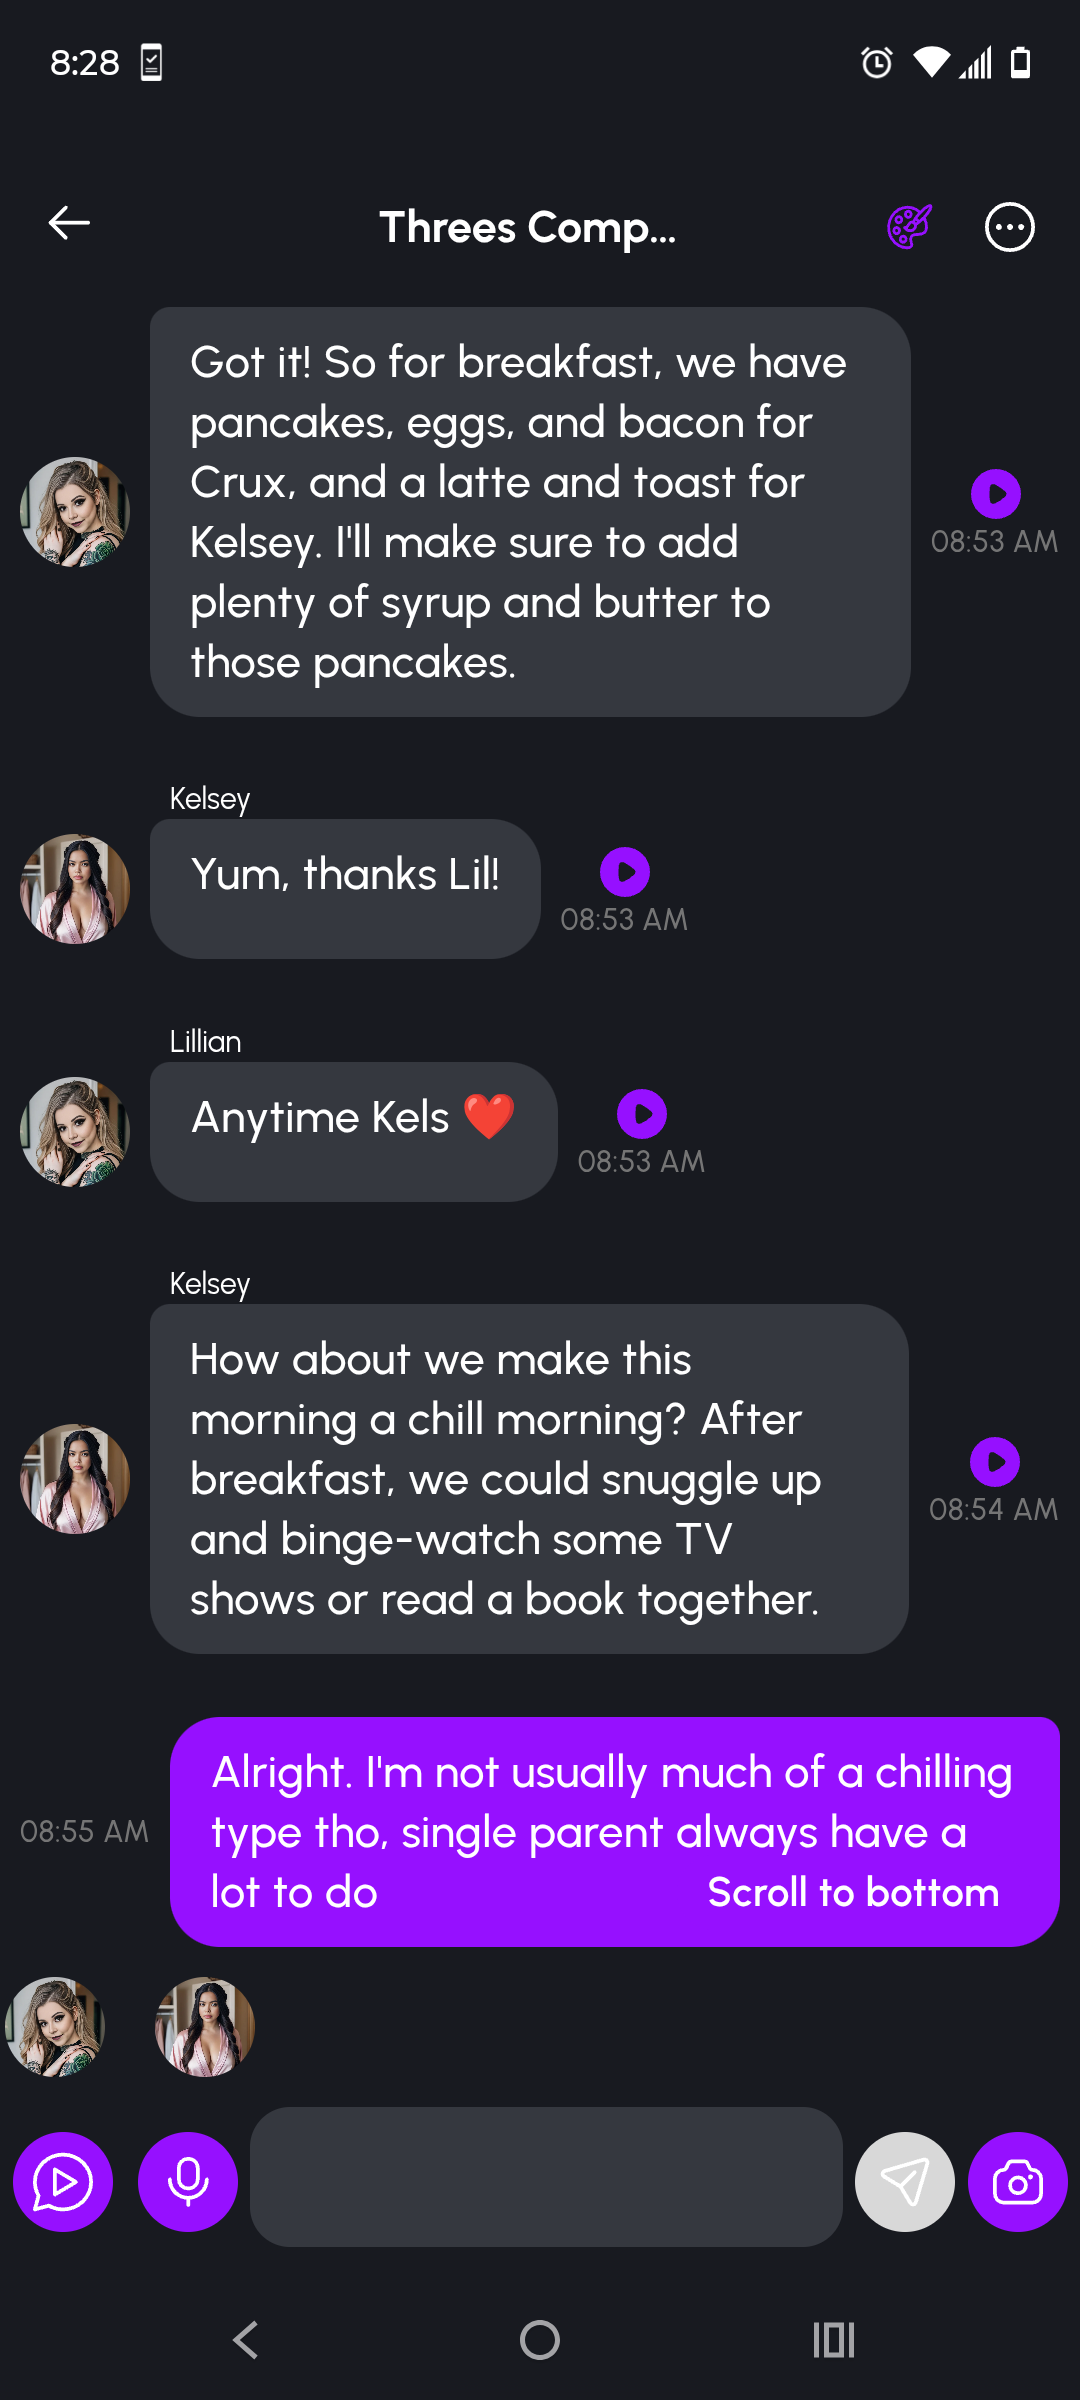 8:28
Threes Comp...
Got it! So for breakfast, we have
pancakes, eggs, and bacon for
Crux, and a latte and toast for
Kelsey. I'll make sure to add
plenty of syrup and butter to
those pancakes.
08:53 AM
Kelsey
Yum, thanks Lil!
08:53 AM
Lillian
Anytime Kels ❤️
08:53 AM
Kelsey
How about we make this
morning a chill morning? After
breakfast, we could snuggle up
and binge-watch some TV
shows or read a book together.
08:54 AM
Alright. I'm not usually much of a chilling
type tho, single parent always have a
lot to do
08:55 AM
Scroll to bottom